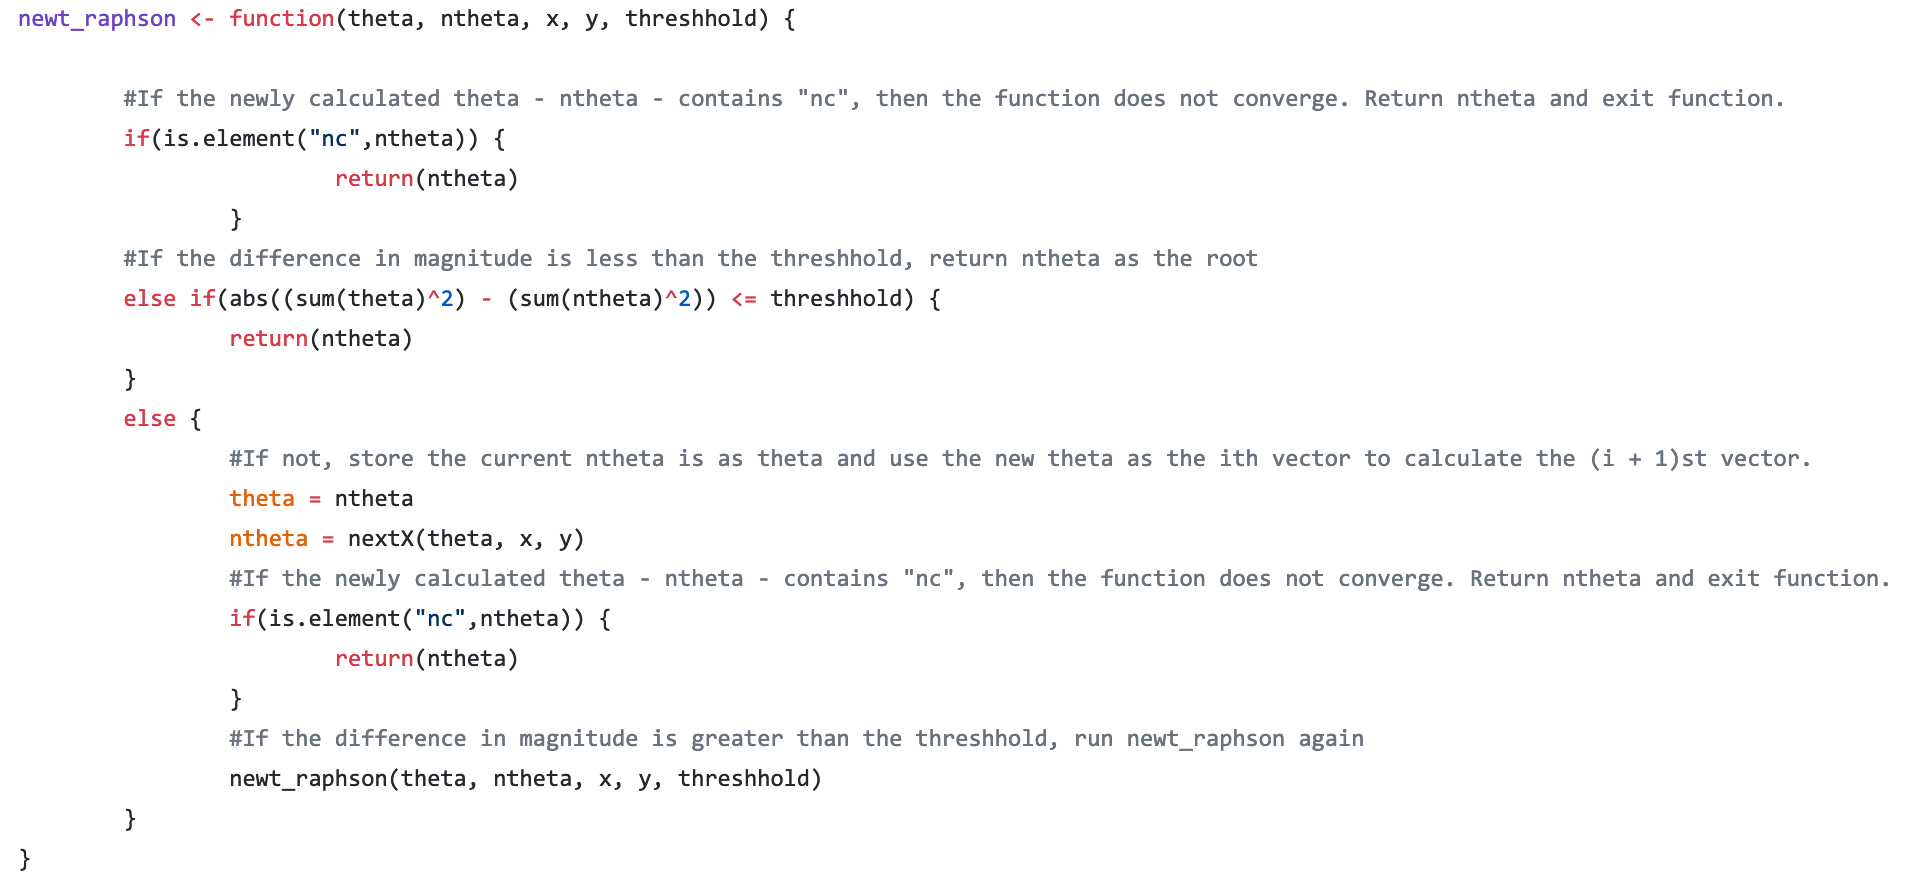 newt_raphson <- function(theta, ntheta, x, y, threshhold) {
#If the newly calculated theta - ntheta - contains "nc", then the function does not converge. Return ntheta and exit function.
if(is.element("nc",ntheta)) {
return(ntheta)
}
#If the difference in magnitude is less than the threshhold, return ntheta as the root
else if(abs((sum(theta)^2) - (sum(ntheta)^2)) <= threshhold) {
return(ntheta)
}
else {
#If not, store the current ntheta is as theta and use the new theta as the ith vector to calculate the (i + 1)st vector.
theta = ntheta
ntheta = nextX(theta, x, y)
#If the newly calculated theta - ntheta - contains "nc", then the function does not converge. Return ntheta and exit function.
if(is.element("nc",ntheta)) {
return(ntheta)
}
#If the difference in magnitude is greater than the threshhold, run newt_raphson again
newt_raphson(theta, ntheta, x, y, threshhold)
}
}